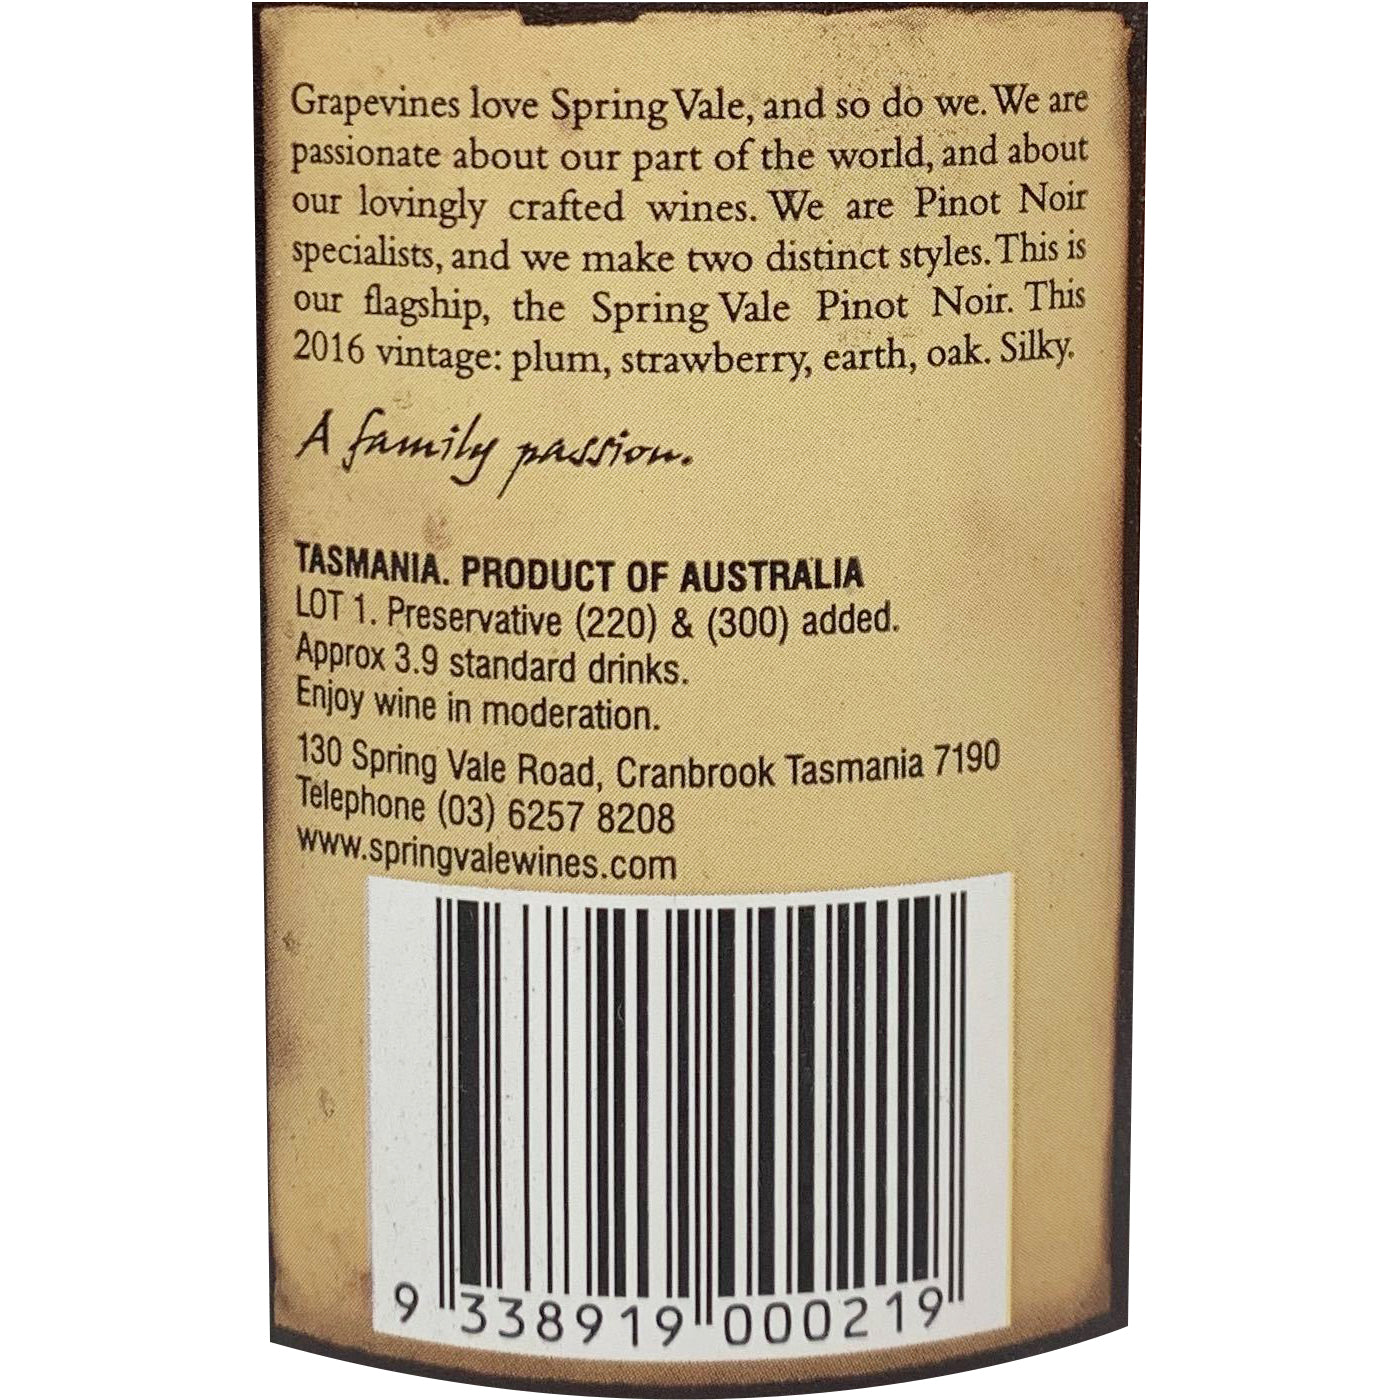 Grapevines love Spring Vale, and so do we. We are
passionate about our part of the world, and about
our lovingly crafted wines. We are Pinot Noir
specialists, and we make two distinct styles. This is
our flagship, the Spring Vale Pinot Noir. This
2016 vintage: plum, strawberry, earth, oak. Silky.
A family passion.
TASMANIA. PRODUCT OF AUSTRALIA
LOT 1. Preservative (220) & (300) added.
Approx 3.9 standard drinks.
Enjoy wine in moderation.
130 Spring Vale Road, Cranbrook Tasmania 7190
Telephone (03) 6257 8208
www.springvalewines.com
9 338919 000219